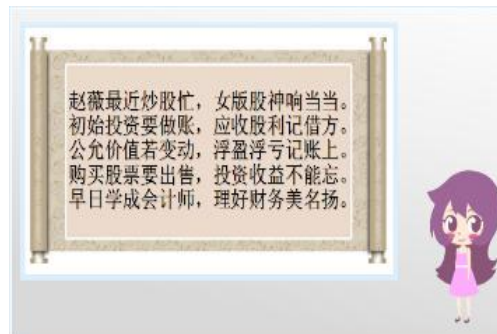 赵薇最近炒股忙，女版股神响当当。
初始投资要做账，应收股利记借方。
公允价值若变动，浮盈浮亏记账上。
购买股票要出售，投资收益不能忘。
早日学成会计师，理好财务美名扬。